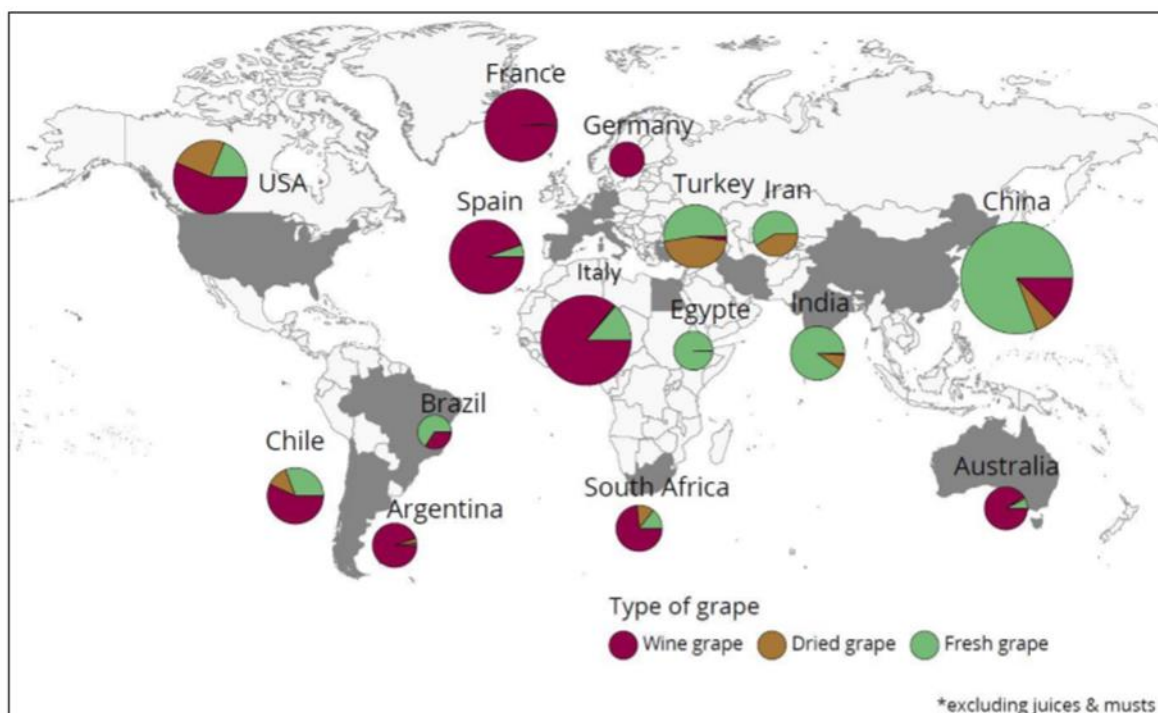 France
Germany
USA
Turkey
Iran
Spain
China
Italy
Egypte
India
Brazil
Chile
Australia
South Africa
Argentina
Type of grape
Wine grape
Dried grape
Fresh grape
*excluding juices & musts